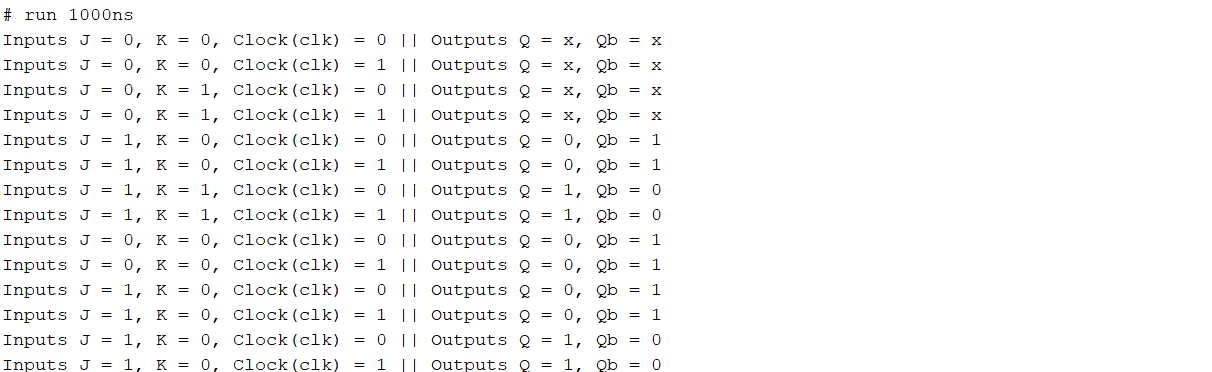 # run 1000ns
Inputs J = 0, K = 0, Clock(clk) = 0 || Outputs Q = x, Qb = x
Inputs J = 0, K = 0, Clock(clk) = 1 || Outputs Q = x, Qb = x
Inputs J = 0, K = 1, Clock(clk) = 0 || Outputs Q = x, Qb = x
Inputs J = 0, K = 1, Clock(clk) = 1 || Outputs Q = x, Qb = x
Inputs J = 1, K = 0, Clock(clk) = 0 || Outputs Q = 0, Qb = 1
Inputs J = 1, K = 0, Clock(clk) = 1 || Outputs Q = 0, Qb = 1
Inputs J = 1, K = 1, Clock(clk) = 0 || Outputs Q = 1, Qb = 0
Inputs J = 1, K = 1, Clock(clk) = 1 || Outputs Q = 1, Qb = 0
Inputs J = 0, K = 0, Clock(clk) = 0 || Outputs Q = 0, Qb = 1
Inputs J = 0, K = 0, Clock(clk) = 1 || Outputs Q = 0, Qb = 1
Inputs J = 1, K = 0, Clock(clk) = 0 || Outputs Q = 0, Qb = 1
Inputs J = 1, K = 0, Clock(clk) = 1 || Outputs Q = 0, Qb = 1
Inputs J = 1, K = 0, Clock(clk) = 0 || Outputs Q = 1, Qb = 0
Inputs J = 1, K = 0, Clock(clk) = 1 || Outputs Q = 1, Qb = 0